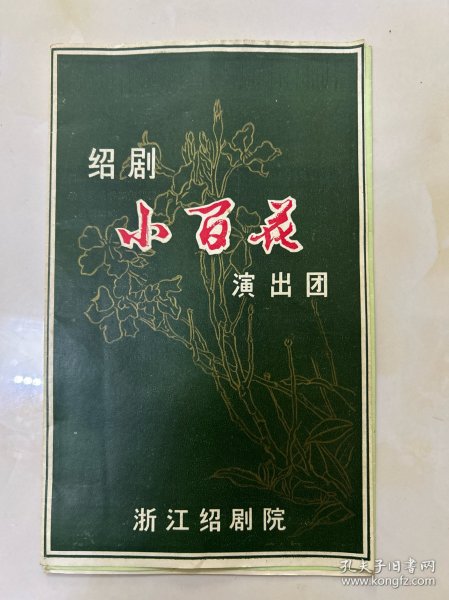 绍剧
小百花
演出团
浙江绍剧院
孔夫子旧书网
www.kongfz.com